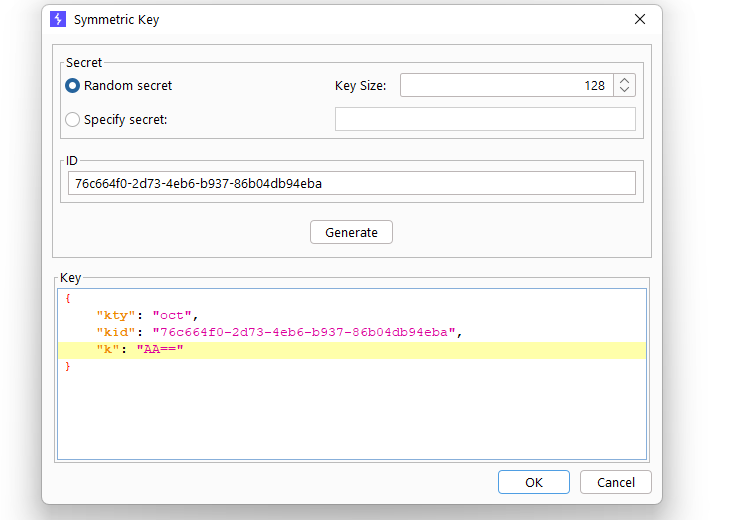 Symmetric Key
Secret
Random secret
Key Size:
128
Specify secret:
ID
76c664f0-2d73-4eb6-b937-86b04db94eba
Generate
Key
{
"kty": "oct",
"kid": "76c664f0-2d73-4eb6-b937-86b04db94eba",
"k": "AA=="
}
OK
Cancel